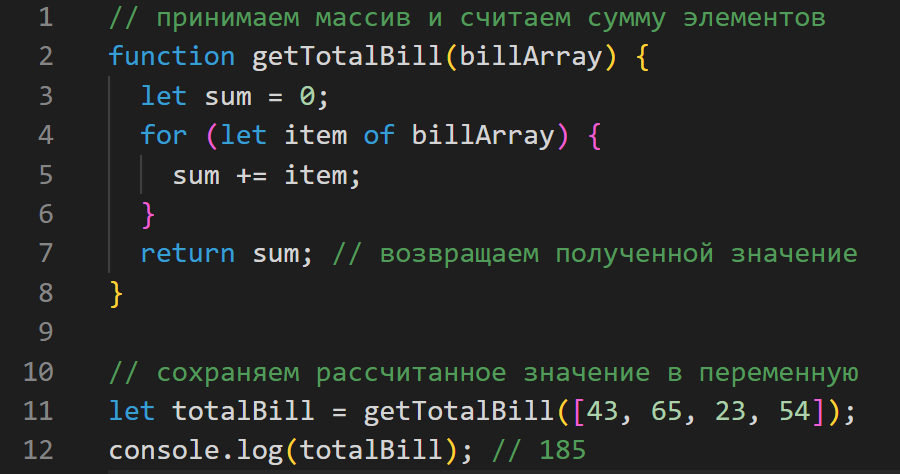 1 // принимаем массив и считаем сумму элементов
2 function getTotalBill(billArray) {
3 let sum = 0;
4 for (let item of billArray) {
5 sum += item;
6 }
7 return sum; // возвращаем полученной значение
8 }
9
10 // сохраняем рассчитанное значение в переменную
11 let totalBill = getTotalBill([43, 65, 23, 54]);
12 console.log(totalBill); // 185